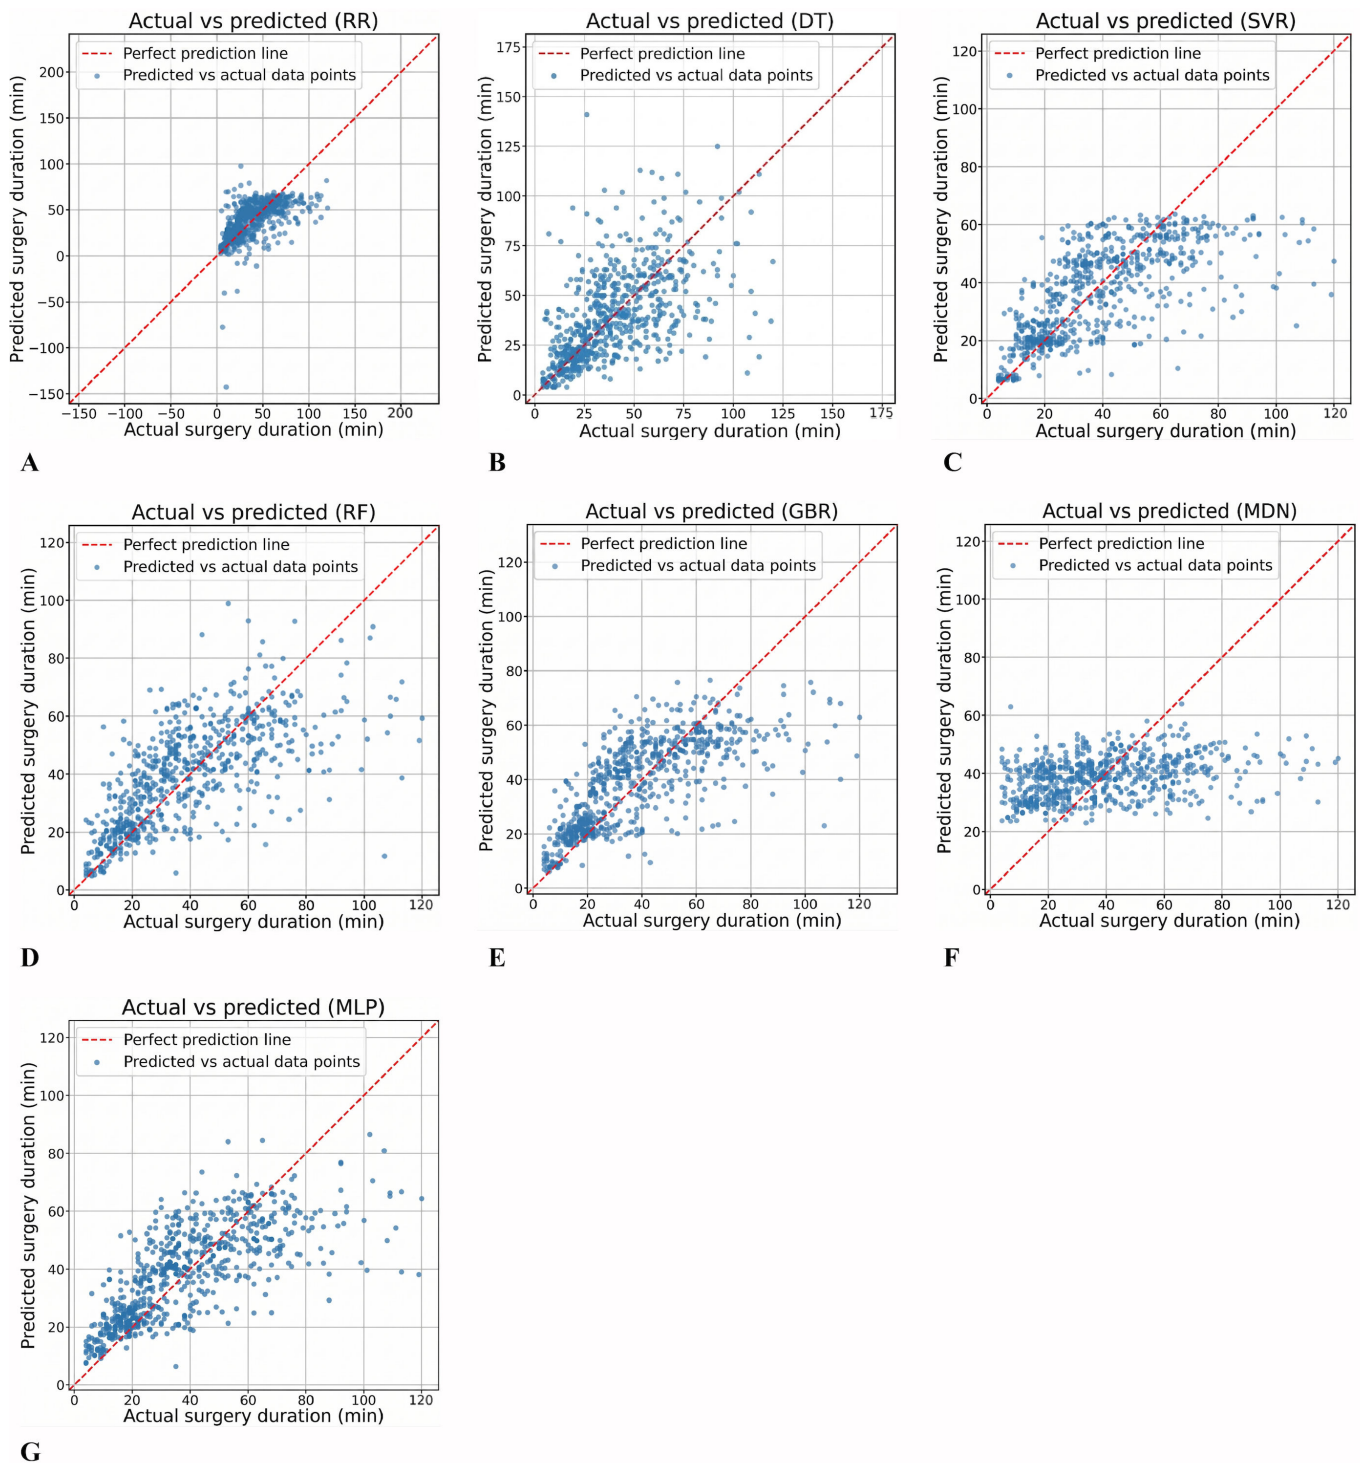 Actual vs predicted (RR)
Perfect prediction line
Predicted vs actual data points
Predicted surgery duration (min)
200
150
100
50
0
−50
−100
−150
−150 −100 −50 0 50 100 150 200
Actual surgery duration (min)
A
Actual vs predicted (DT)
Perfect prediction line
Predicted vs actual data points
Predicted surgery duration (min)
175
150
125
100
75
50
25
0
0 25 50 75 100 125 150 175
Actual surgery duration (min)
B
Actual vs predicted (SVR)
Perfect prediction line
Predicted vs actual data points
Predicted surgery duration (min)
120
100
80
60
40
20
0
0 20 40 60 80 100 120
Actual surgery duration (min)
C
Actual vs predicted (RF)
Perfect prediction line
Predicted vs actual data points
Predicted surgery duration (min)
120
100
80
60
40
20
0
0 20 40 60 80 100 120
Actual surgery duration (min)
D
Actual vs predicted (GBR)
Perfect prediction line
Predicted vs actual data points
Predicted surgery duration (min)
120
100
80
60
40
20
0
0 20 40 60 80 100 120
Actual surgery duration (min)
E
Actual vs predicted (MDN)
Perfect prediction line
Predicted vs actual data points
Predicted surgery duration (min)
120
100
80
60
40
20
0
0 20 40 60 80 100 120
Actual surgery duration (min)
F
Actual vs predicted (MLP)
Perfect prediction line
Predicted vs actual data points
Predicted surgery duration (min)
120
100
80
60
40
20
0
0 20 40 60 80 100 120
Actual surgery duration (min)
G